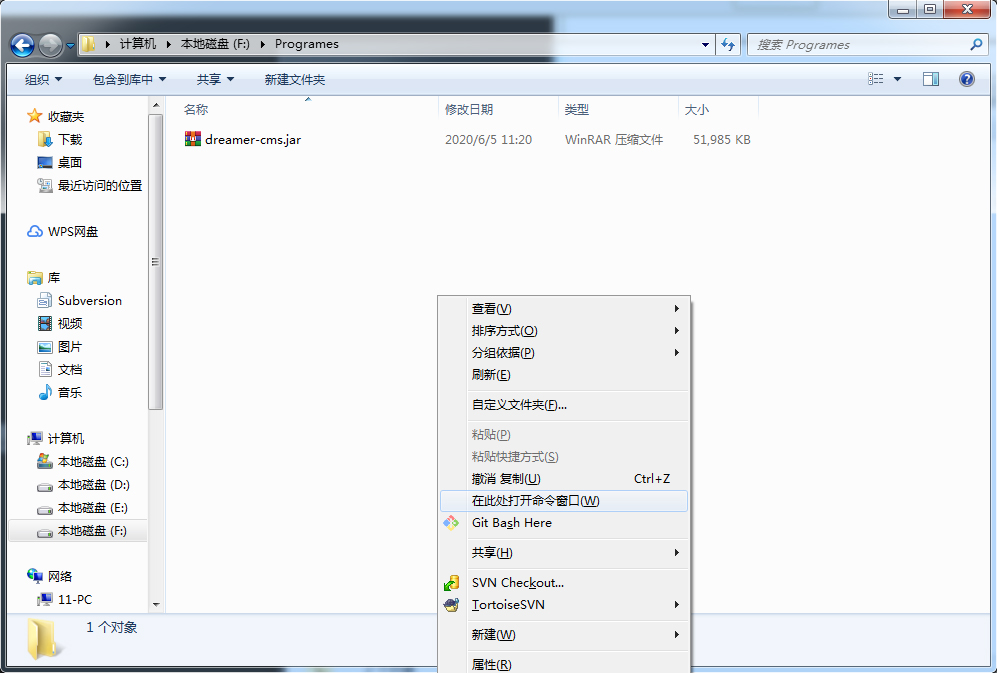 计算机 本地磁盘 (F:) Programes
搜索 Programes
组织 包含到库中 共享 新建文件夹
收藏夹
下载
桌面
最近访问的位置
WPS网盘
库
Subversion
视频
图片
文档
音乐
计算机
本地磁盘 (C:)
本地磁盘 (D:)
本地磁盘 (E:)
本地磁盘 (F:)
网络
11-PC
名称 修改日期 类型 大小
dreamer-cms.jar 2020/6/5 11:20 WinRAR 压缩文件 51,985 KB
查看(V)
排序方式(O)
分组依据(P)
刷新(E)
自定义文件夹(F)...
粘贴(P)
粘贴快捷方式(S)
撤消 复制(U) Ctrl+Z
在此处打开命令窗口(W)
Git Bash Here
共享(H)
SVN Checkout...
TortoiseSVN
新建(W)
属性(R)
1 个对象